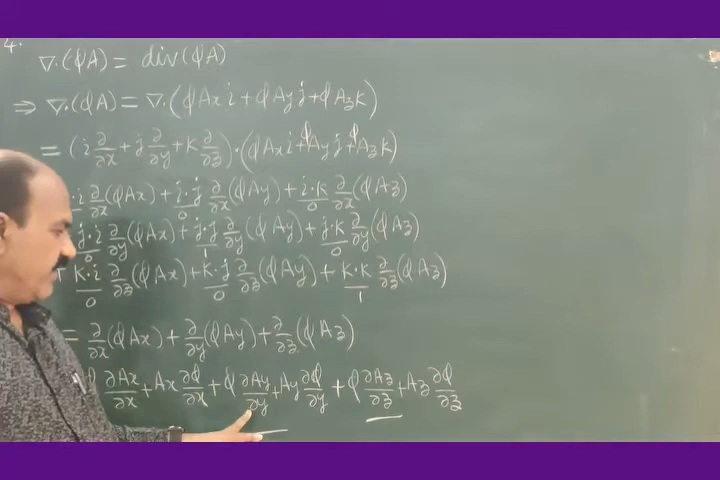 4.
∇.(ϕA) = div(ϕA)
⇒ ∇.(ϕA) = ∇.(ϕAx i + ϕAy j + ϕAz k)
= (i ∂/∂x + j ∂/∂y + k ∂/∂z).(ϕAx i + ϕAy j + ϕAz k)
.i ∂/∂x (ϕAx) + i.j ∂/∂x (ϕAy) + i.k ∂/∂x (ϕAz)
0 0
j.i ∂/∂y (ϕAx) + j.j ∂/∂y (ϕAy) + j.k ∂/∂y (ϕAz)
0 1 0
+ k.i ∂/∂z (ϕAx) + k.j ∂/∂z (ϕAy) + k.k ∂/∂z (ϕAz)
0 0 1
= ∂/∂x (ϕAx) + ∂/∂y (ϕAy) + ∂/∂z (ϕAz)
ϕ ∂Ax/∂x + Ax ∂ϕ/∂x + ϕ ∂Ay/∂y + Ay ∂ϕ/∂y + ϕ ∂Az/∂z + Az ∂ϕ/∂z